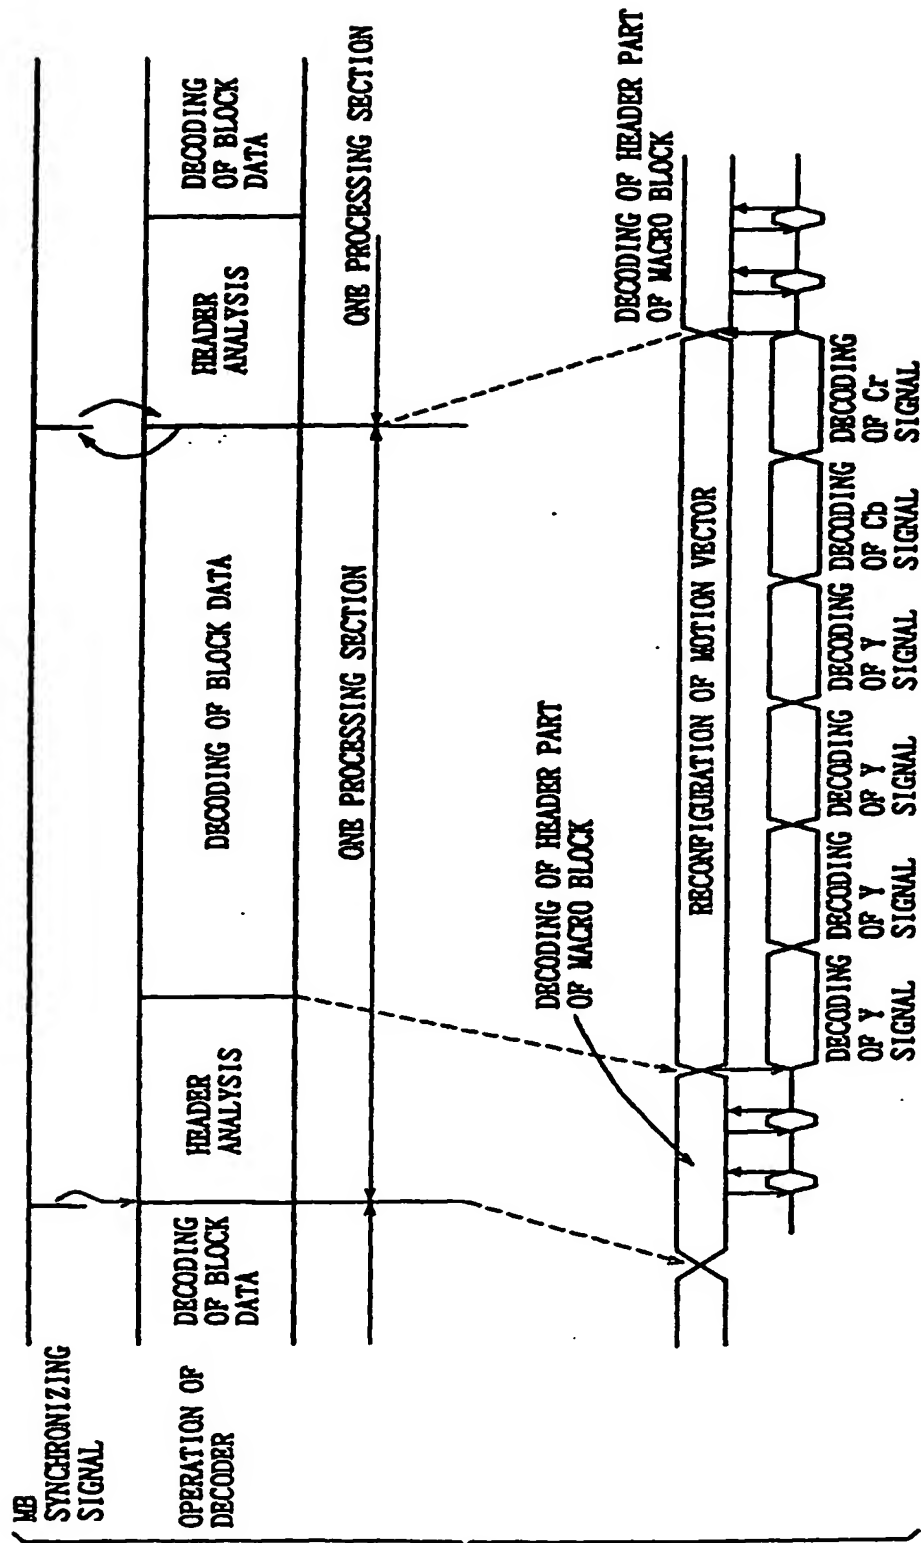 MB
SYNCHRONIZING
SIGNAL
OPERATION OF
DECODER
DECODING
OF BLOCK
DATA
HEADER
ANALYSIS
DECODING OF BLOCK DATA
HEADER
ANALYSIS
DECODING
OF BLOCK
DATA
ONE PROCESSING SECTION
ONE PROCESSING SECTION
DECODING OF HEADER PART
OF MACRO BLOCK
DECODING OF HEADER PART
OF MACRO BLOCK
RECONFIGURATION OF MOTION VECTOR
DECODING
OF Y
SIGNAL
DECODING
OF Y
SIGNAL
DECODING
OF Y
SIGNAL
DECODING
OF Y
SIGNAL
DECODING
OF Cb
SIGNAL
DECODING
OF Cr
SIGNAL